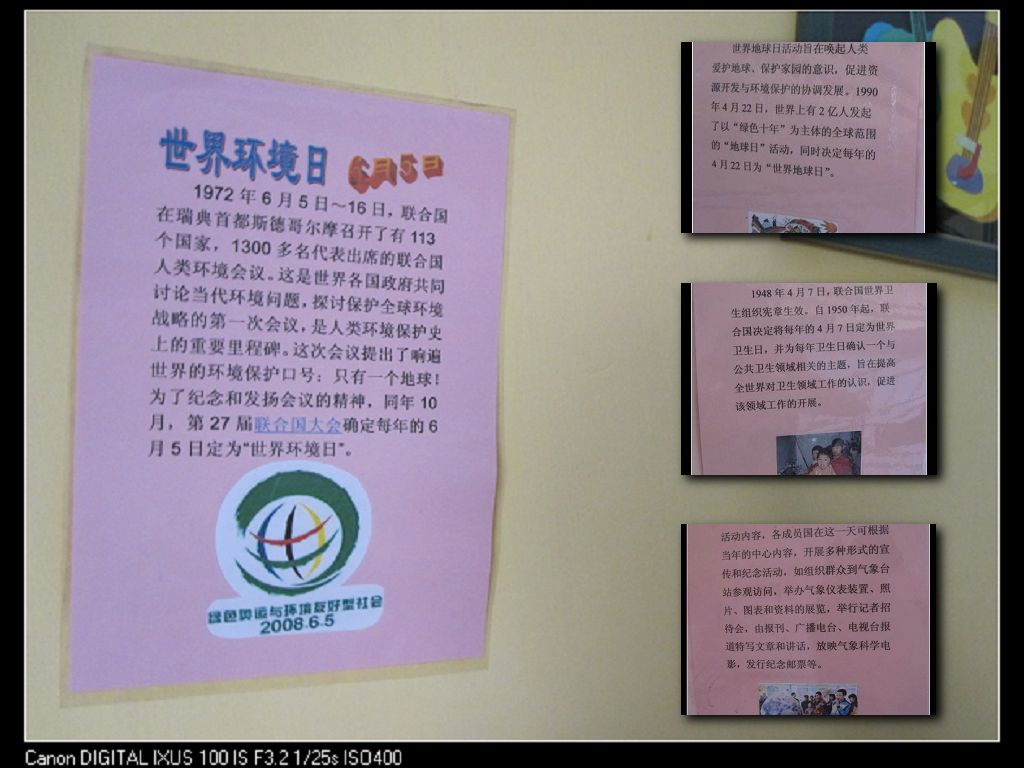 世界环境日 6月5日
1972 年 6 月 5 日～16 日，联合国
在瑞典首都斯德哥尔摩召开了有 113
个国家，1300 多名代表出席的联合国
人类环境会议。这是世界各国政府共同
讨论当代环境问题，探讨保护全球环境
战略的第一次会议，是人类环境保护史
上的重要里程碑。这次会议提出了响遍
世界的环境保护口号：只有一个地球！
为了纪念和发扬会议的精神，同年 10
月，第 27 届联合国大会确定每年的 6
月 5 日定为“世界环境日”。
绿色奥运与环境友好型社会
2008.6.5
世界地球日活动旨在唤起人类
爱护地球、保护家园的意识，促进资
源开发与环境保护的协调发展。1990
年 4 月 22 日，世界上有 2 亿人发起
了以“绿色十年”为主体的全球范围
的“地球日”活动，同时决定每年的
4 月 22 日为“世界地球日”。
1948 年 4 月 7 日，联合国世界卫
生组织宪章生效。自 1950 年起，联
合国决定将每年的 4 月 7 日定为世界
卫生日，并为每年卫生日确认一个与
公共卫生领域相关的主题，旨在提高
全世界对卫生领域工作的认识，促进
该领域工作的开展。
活动内容，各成员国在这一天可根据
当年的中心内容，开展多种形式的宣
传和纪念活动，如组织群众到气象台
站参观访问，举办气象仪表装置、照
片、图表和资料的展览，举行记者招
待会，由报刊、广播电台、电视台报
道特写文章和讲话，放映气象科学电
影，发行纪念邮票等。
Canon DIGITAL IXUS 100 IS F3.2 1/25s ISO400